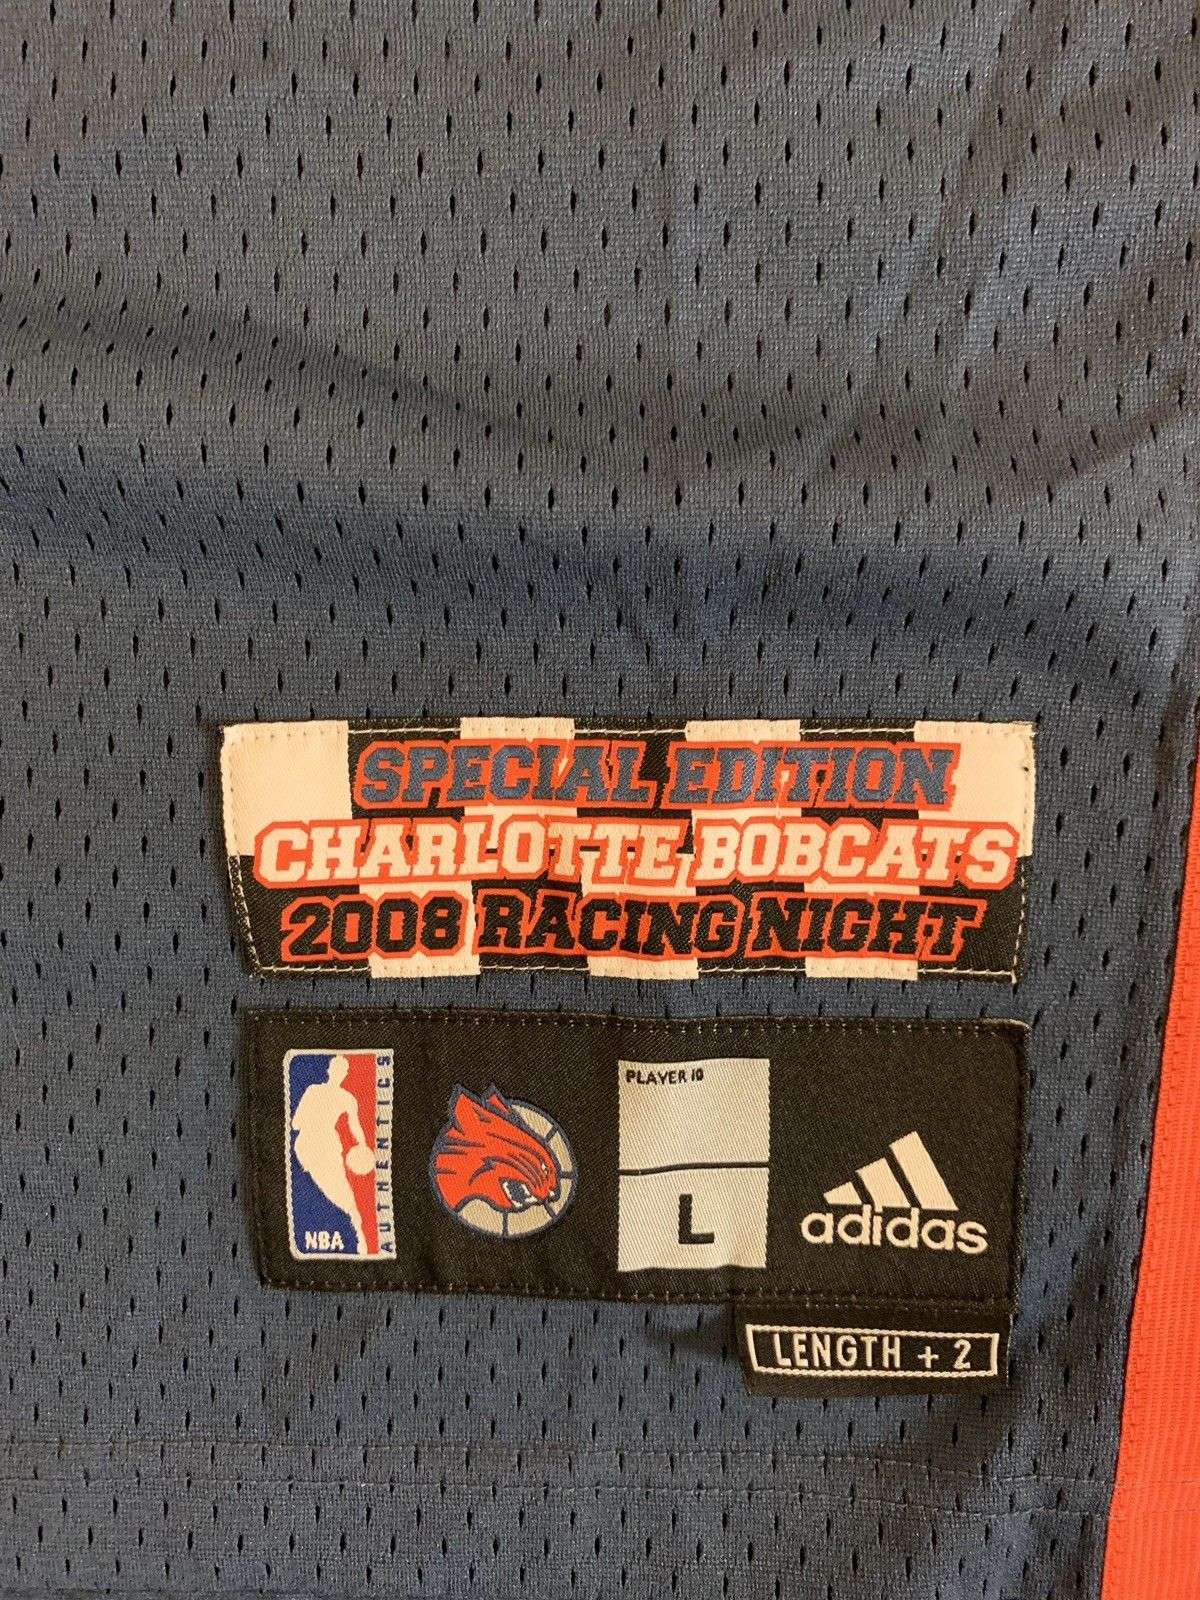 SPECIAL EDITION
CHARLOTTE BOBCATS
2008 RACING NIGHT
NBA
AUTHENTICS
PLAYER ID
L
adidas
LENGTH + 2